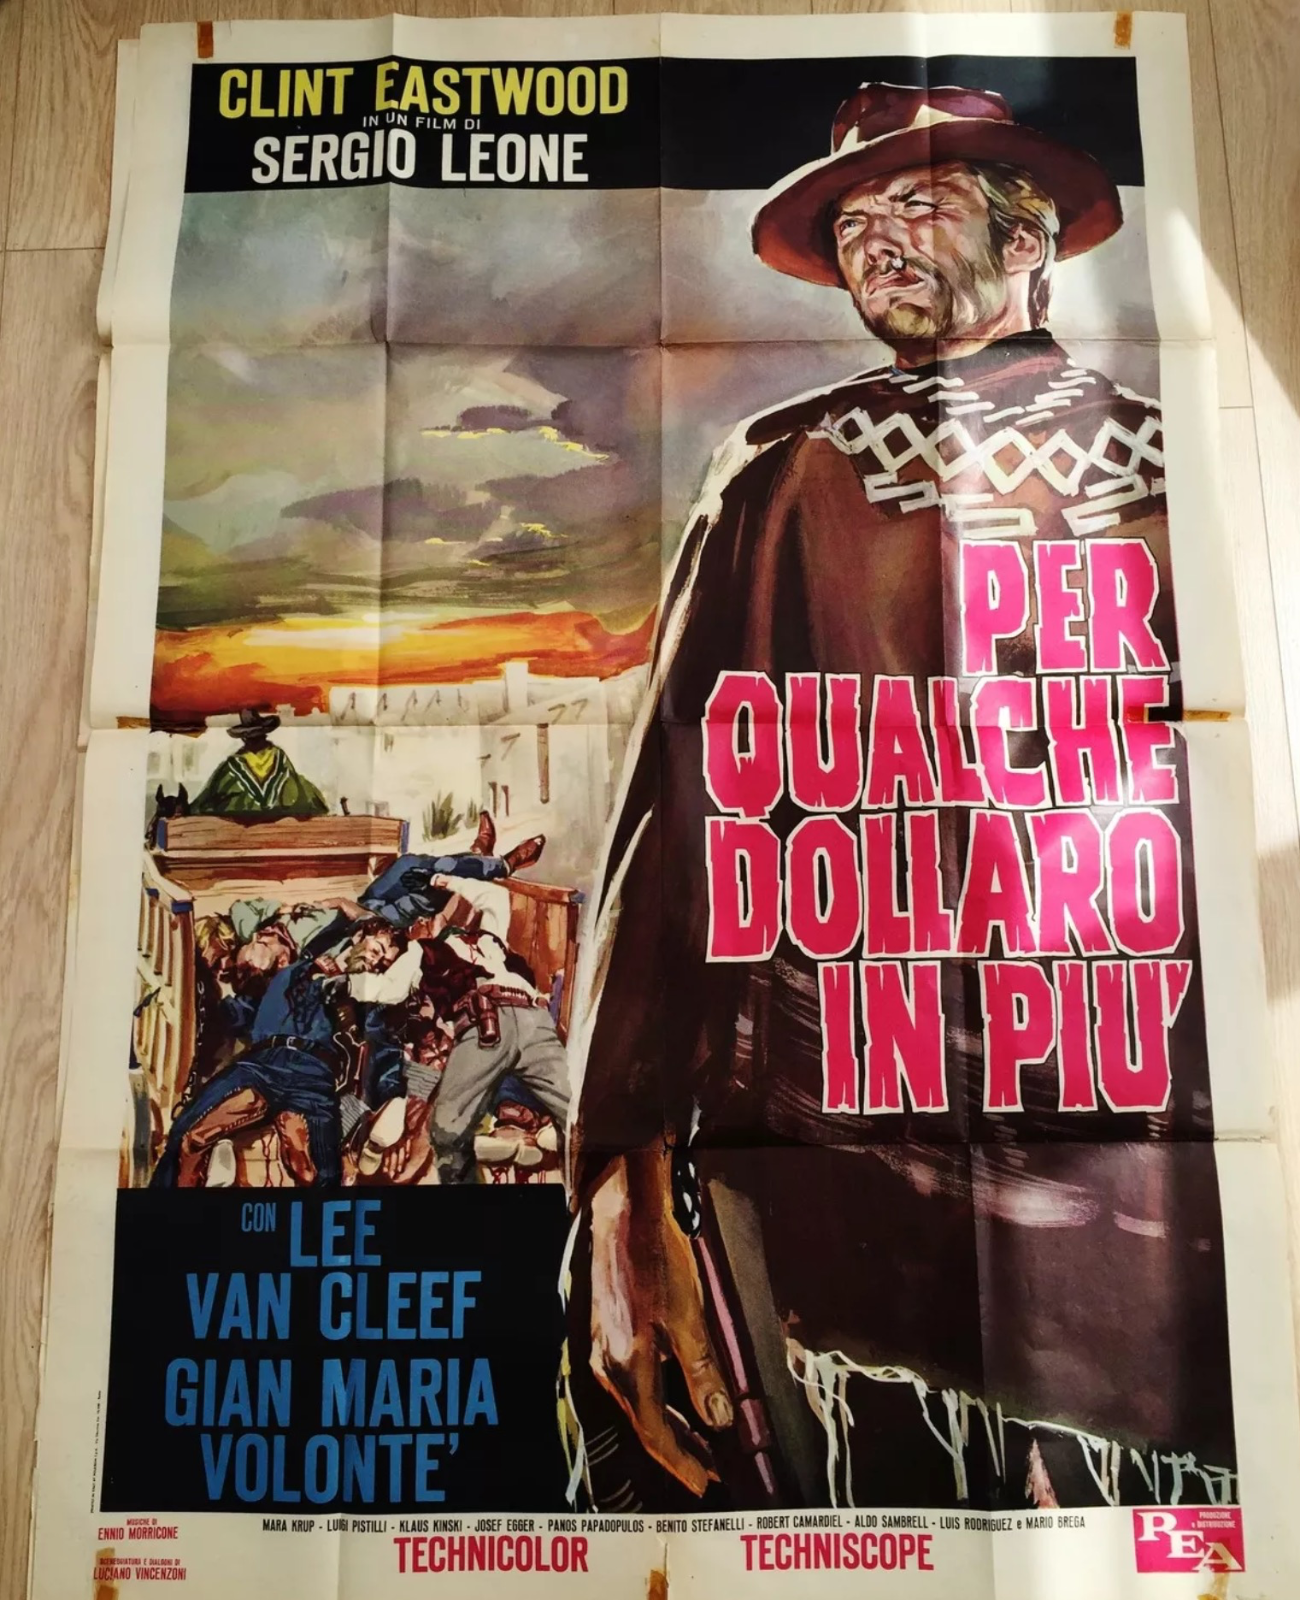 CLINT EASTWOOD
IN UN FILM DI
SERGIO LEONE
PER
QUALCHE
DOLLARO
IN PIU'
CON LEE
VAN CLEEF
GIAN MARIA
VOLONTE'
MUSICHE DI
ENNIO MORRICONE
SCENEGGIATURA E DIALOGHI DI
LUCIANO VINCENZONI
MARA KRUP - LUIGI PISTILLI - KLAUS KINSKI - JOSEF EGGER - PANOS PAPADOPULOS - BENITO STEFANELLI - ROBERT CAMARDIEL - ALDO SAMBRELL - LUIS RODRIGUEZ e MARIO BREGA
TECHNICOLOR TECHNISCOPE
PEA
PRODUZIONE
e DISTRIBUZIONE